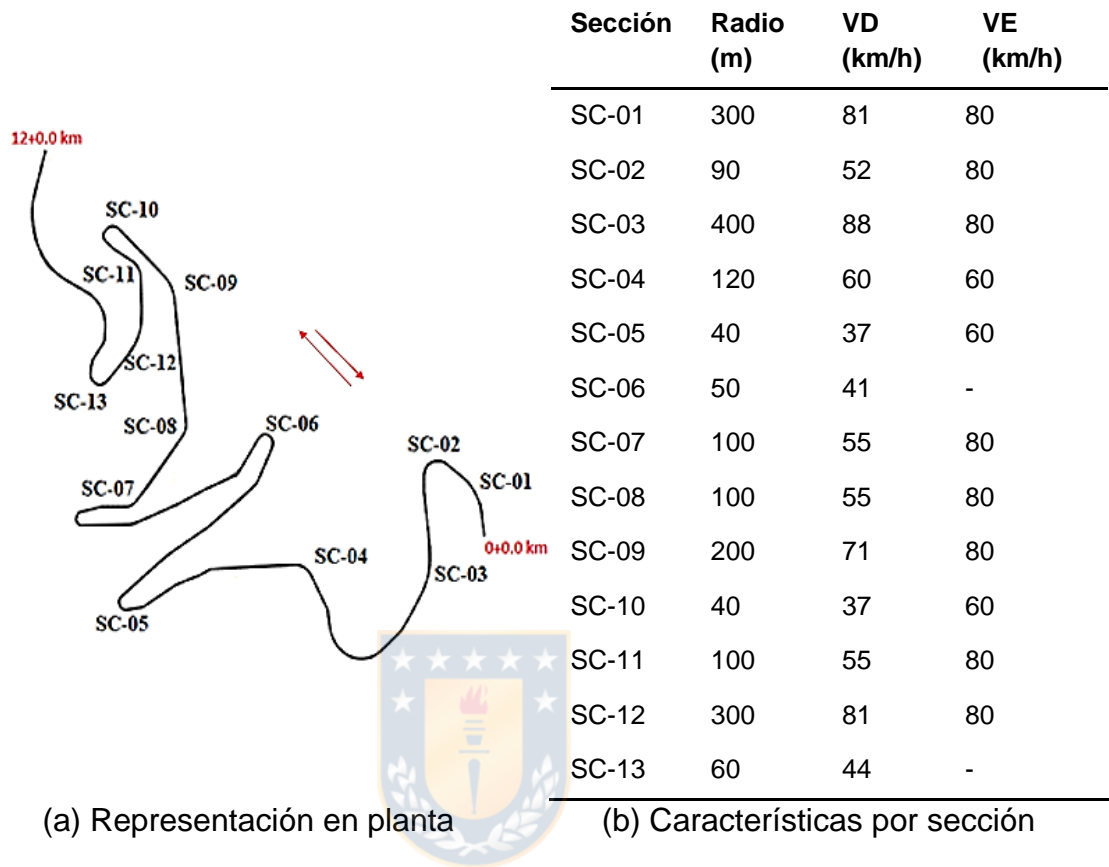 12+0.0 km
SC-10
SC-11
SC-09
SC-12
SC-13
SC-08
SC-06
SC-02
SC-07
SC-01
0+0.0 km
SC-04
SC-03
SC-05
(a) Representación en planta
Sección Radio (m) VD (km/h) VE (km/h)
SC-01 300 81 80
SC-02 90 52 80
SC-03 400 88 80
SC-04 120 60 60
SC-05 40 37 60
SC-06 50 41 -
SC-07 100 55 80
SC-08 100 55 80
SC-09 200 71 80
SC-10 40 37 60
SC-11 100 55 80
SC-12 300 81 80
SC-13 60 44 -
(b) Características por sección